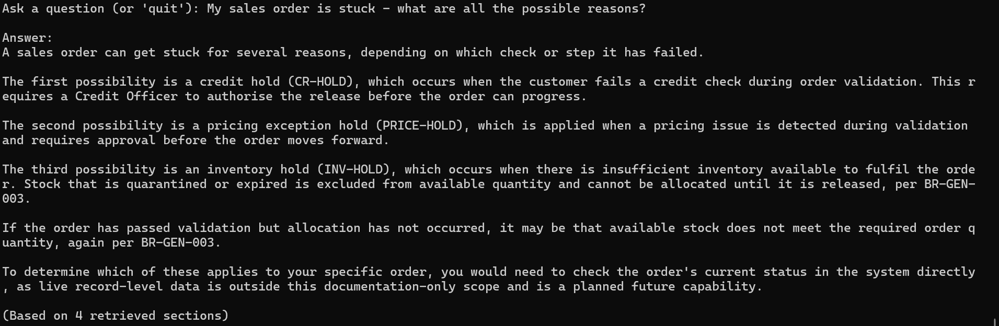 Ask a question (or 'quit'): My sales order is stuck - what are all the possible reasons?
Answer:
A sales order can get stuck for several reasons, depending on which check or step it has failed.
The first possibility is a credit hold (CR-HOLD), which occurs when the customer fails a credit check during order validation. This r
equires a Credit Officer to authorise the release before the order can progress.
The second possibility is a pricing exception hold (PRICE-HOLD), which is applied when a pricing issue is detected during validation
and requires approval before the order moves forward.
The third possibility is an inventory hold (INV-HOLD), which occurs when there is insufficient inventory available to fulfil the orde
r. Stock that is quarantined or expired is excluded from available quantity and cannot be allocated until it is released, per BR-GEN-
003.
If the order has passed validation but allocation has not occurred, it may be that available stock does not meet the required order q
uantity, again per BR-GEN-003.
To determine which of these applies to your specific order, you would need to check the order's current status in the system directly
, as live record-level data is outside this documentation-only scope and is a planned future capability.
(Based on 4 retrieved sections)